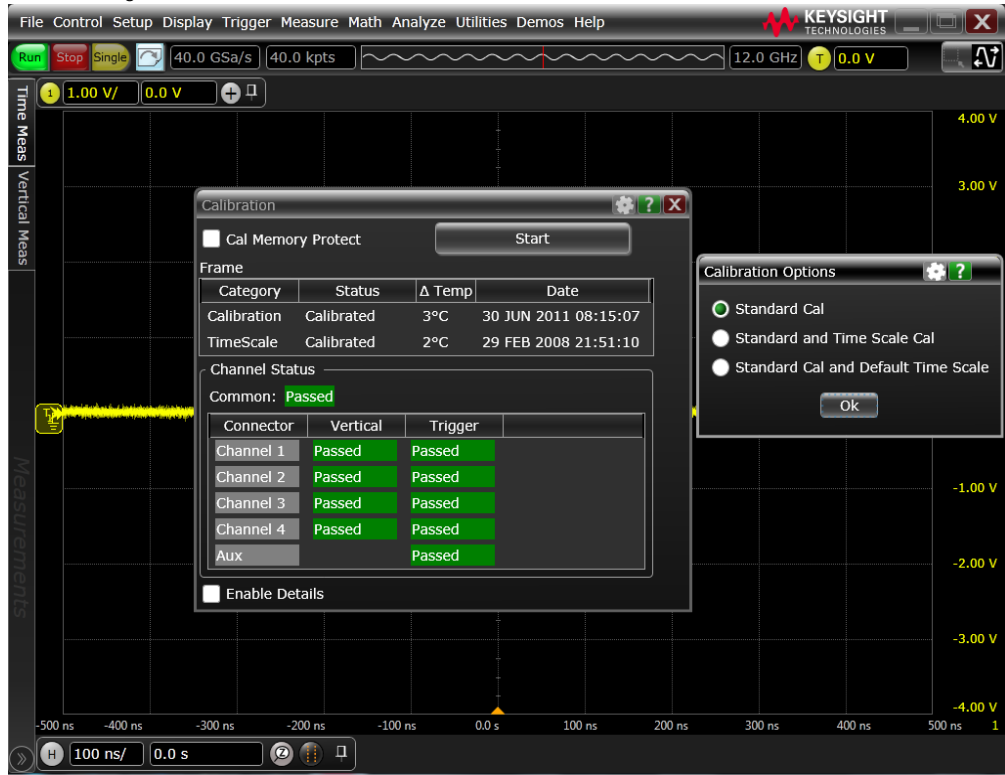 File Control Setup Display Trigger Measure Math Analyze Utilities Demos Help
KEYSIGHT
TECHNOLOGIES
X
Run Stop Single 40.0 GSa/s 40.0 kpts 12.0 GHz T 0.0 V
1 1.00 V/ 0.0 V
Time Meas
Vertical Meas
Measurements
4.00 V
3.00 V
Calibration ? X
Cal Memory Protect Start
Frame
Category Status Δ Temp Date
Calibration Calibrated 3°C 30 JUN 2011 08:15:07
TimeScale Calibrated 2°C 29 FEB 2008 21:51:10
Channel Status
Common: Passed
Connector Vertical Trigger
Channel 1 Passed Passed
Channel 2 Passed Passed
Channel 3 Passed Passed
Channel 4 Passed Passed
Aux Passed
Enable Details
Calibration Options ?
Standard Cal
Standard and Time Scale Cal
Standard Cal and Default Time Scale
Ok
T
-1.00 V
-2.00 V
-3.00 V
-4.00 V
-500 ns -400 ns -300 ns -200 ns -100 ns 0.0 s 100 ns 200 ns 300 ns 400 ns 500 ns 1
H 100 ns/ 0.0 s